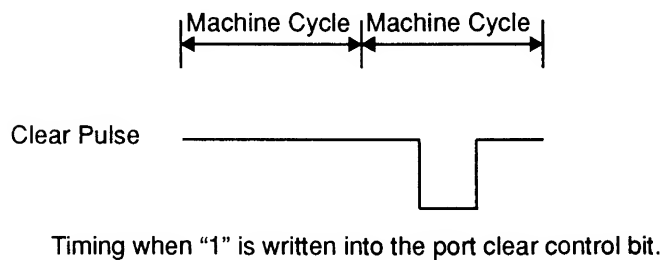 Machine Cycle Machine Cycle
Clear Pulse
Timing when “1” is written into the port clear control bit.